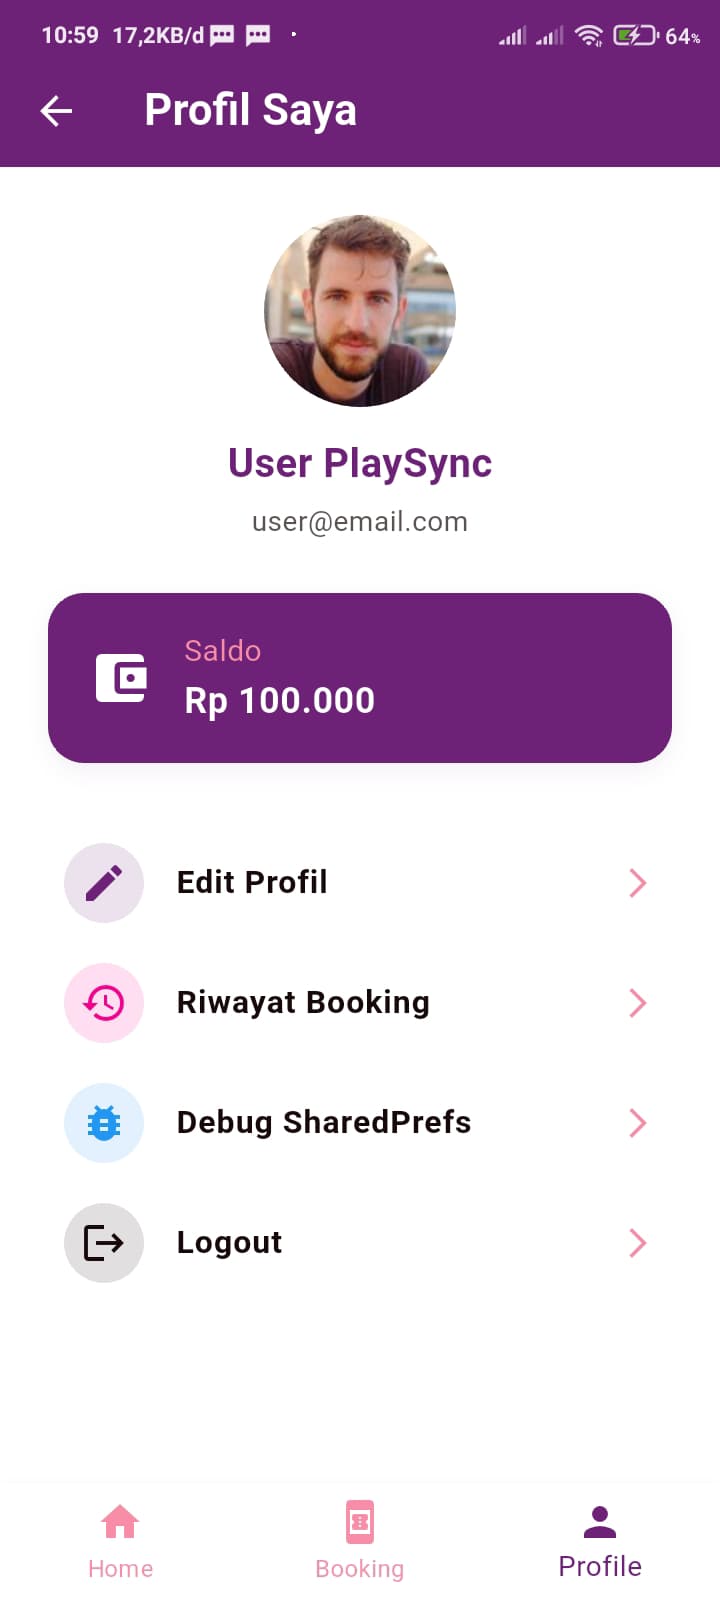 10:59 17,2KB/d 64%
Profil Saya
User PlaySync
user@email.com
Saldo
Rp 100.000
Edit Profil
Riwayat Booking
Debug SharedPrefs
Logout
Home Booking Profile